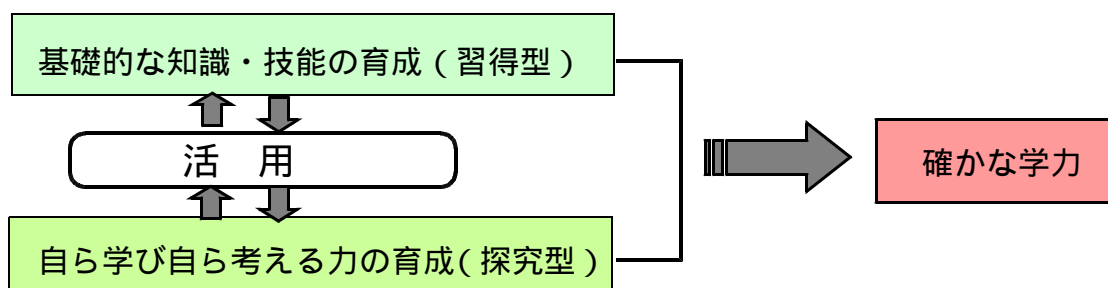 基礎的な知識・技能の育成（習得型）
活　用
自ら学び自ら考える力の育成（探究型）
確かな学力